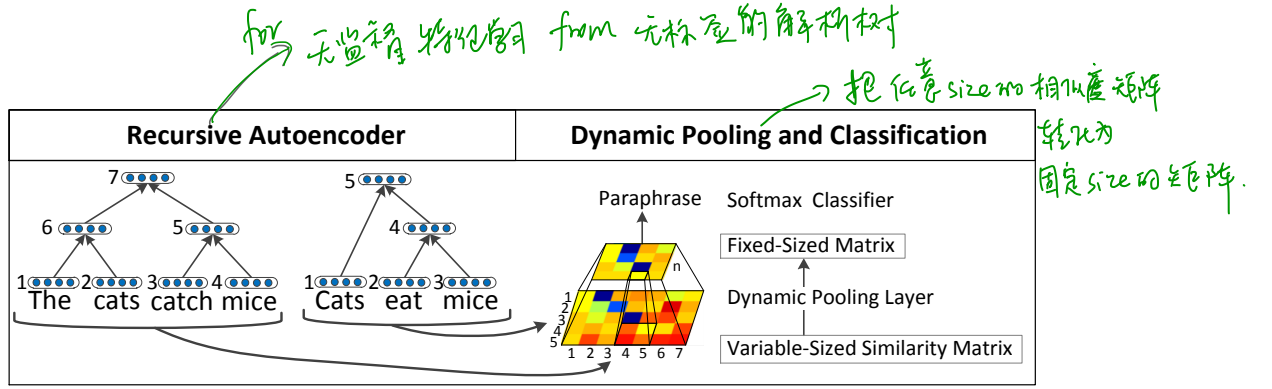 for
无监督特征学习 from 无标签的解析树
把任意size的相似度矩阵
转化为
固定size的矩阵.
Recursive Autoencoder
Dynamic Pooling and Classification
7
6
5
1 2 3 4
The cats catch mice
5
4
1 2 3
Cats eat mice
Paraphrase
n
1
2
3
4
5
1 2 3 4 5 6 7
Softmax Classifier
Fixed-Sized Matrix
Dynamic Pooling Layer
Variable-Sized Similarity Matrix